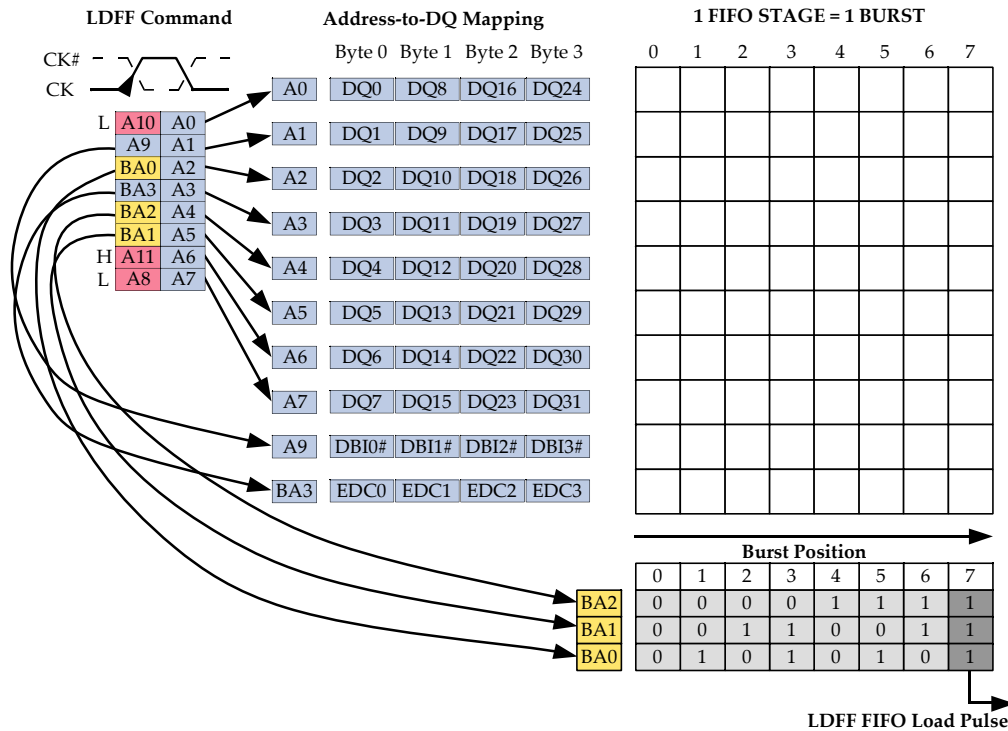 LDFF Command
Address-to-DQ Mapping
1 FIFO STAGE = 1 BURST
CK#
CK
Byte 0 Byte 1 Byte 2 Byte 3
0 1 2 3 4 5 6 7
L A10 A0
A9 A1
BA0 A2
BA3 A3
BA2 A4
BA1 A5
H A11 A6
L A8 A7
A0 DQ0 DQ8 DQ16 DQ24
A1 DQ1 DQ9 DQ17 DQ25
A2 DQ2 DQ10 DQ18 DQ26
A3 DQ3 DQ11 DQ19 DQ27
A4 DQ4 DQ12 DQ20 DQ28
A5 DQ5 DQ13 DQ21 DQ29
A6 DQ6 DQ14 DQ22 DQ30
A7 DQ7 DQ15 DQ23 DQ31
A9 DBI0# DBI1# DBI2# DBI3#
BA3 EDC0 EDC1 EDC2 EDC3
Burst Position
0 1 2 3 4 5 6 7
BA2 0 0 0 0 1 1 1 1
BA1 0 0 1 1 0 0 1 1
BA0 0 1 0 1 0 1 0 1
LDFF FIFO Load Pulse